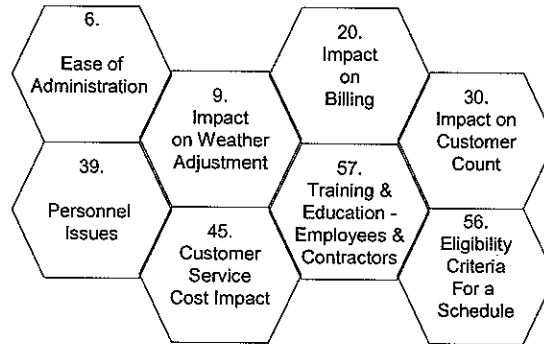 6.
Ease of
Administration
20.
Impact
on
Billing
9.
Impact
on Weather
Adjustment
30.
Impact on
Customer
Count
39.
Personnel
Issues
57.
Training &
Education -
Employees &
Contractors
45.
Customer
Service
Cost Impact
56.
Eligibility
Criteria
For a
Schedule